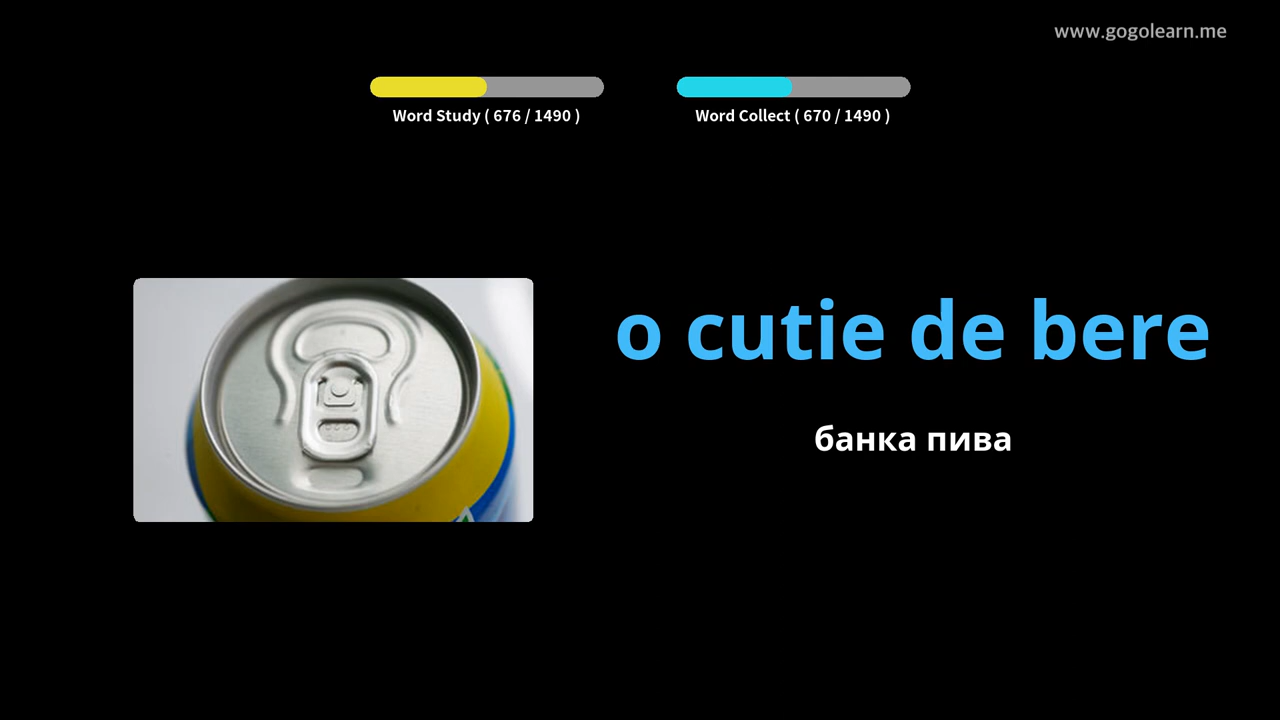 www.gogolearn.me
Word Study ( 676 / 1490 )
Word Collect ( 670 / 1490 )
o cutie de bere
банка пива